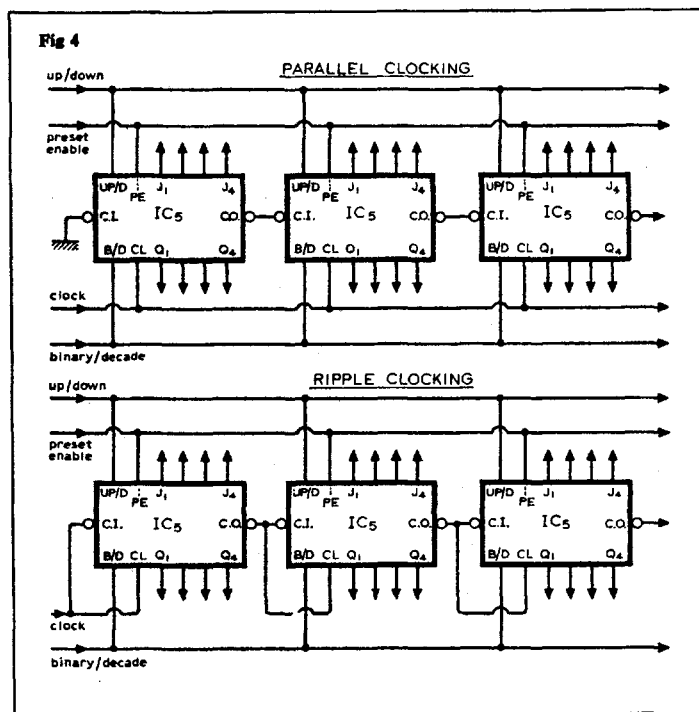 Fig 4
PARALLEL CLOCKING
up/down
preset
enable
UP/D PE J1 J4
C.I. IC5 C.O.
B/D CL Q1 Q4
UP/D PE J1 J4
C.I. IC5 C.O.
B/D CL Q1 Q4
UP/D PE J1 J4
C.I. IC5 C.O.
B/D CL Q1 Q4
clock
binary/decade
RIPPLE CLOCKING
up/down
preset
enable
UP/D PE J1 J4
C.I. IC5 C.O.
B/D CL Q1 Q4
UP/D PE J1 J4
C.I. IC5 C.O.
B/D CL Q1 Q4
UP/D PE J1 J4
C.I. IC5 C.O.
B/D CL Q1 Q4
clock
binary/decade